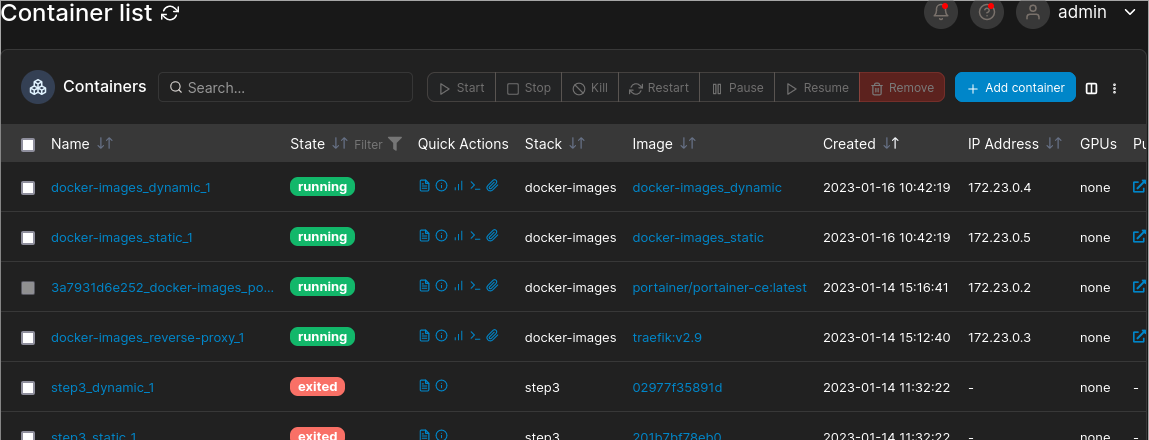 Container list
admin
Containers Search... Start Stop Kill Restart Pause Resume Remove + Add container
Name State Filter Quick Actions Stack Image Created IP Address GPUs Pu
docker-images_dynamic_1 running docker-images docker-images_dynamic 2023-01-16 10:42:19 172.23.0.4 none
docker-images_static_1 running docker-images docker-images_static 2023-01-16 10:42:19 172.23.0.5 none
3a7931d6e252_docker-images_po... running docker-images portainer/portainer-ce:latest 2023-01-14 15:16:41 172.23.0.2 none
docker-images_reverse-proxy_1 running docker-images traefik:v2.9 2023-01-14 15:12:40 172.23.0.3 none
step3_dynamic_1 exited step3 02977f35891d 2023-01-14 11:32:22 - none -
step3_static_1 exited step3 201b7bf78eb0 2023-01-14 11:32:22 - none -